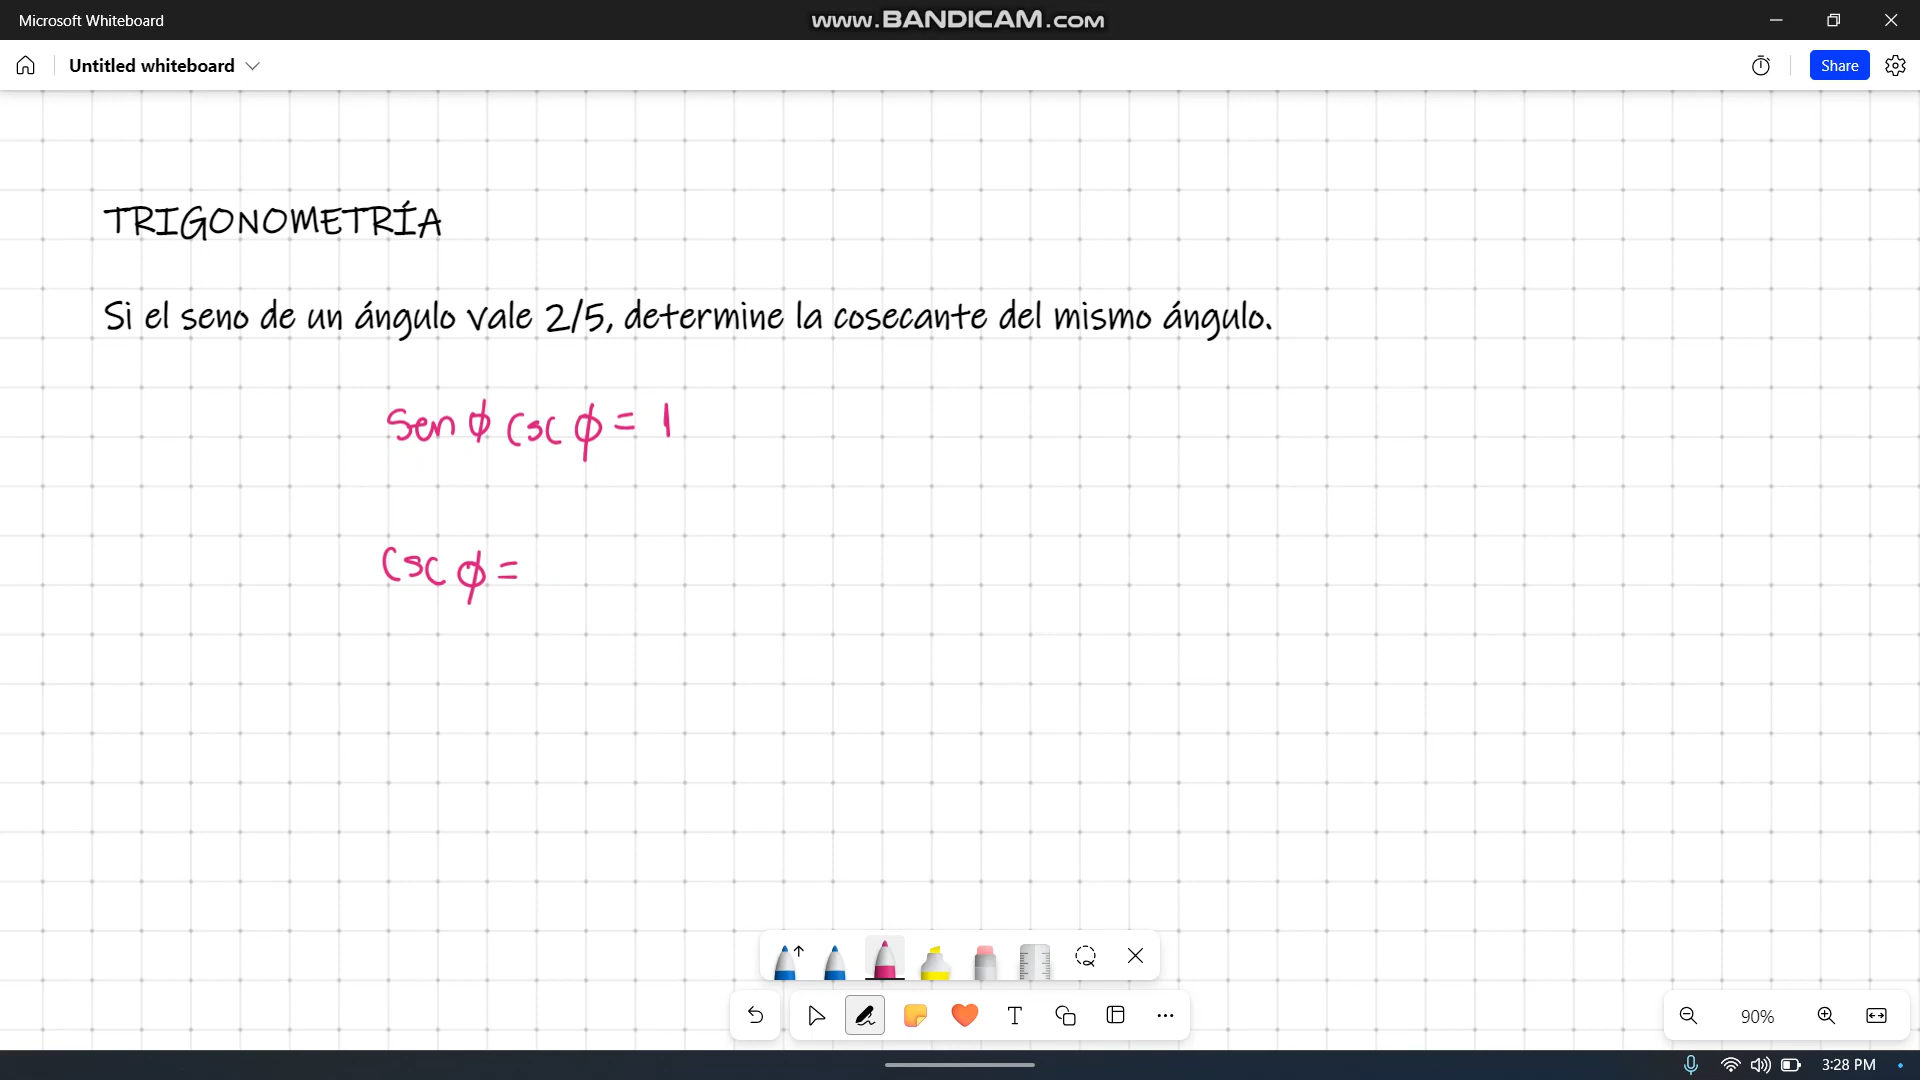 Microsoft Whiteboard
www.BANDICAM.com
Untitled whiteboard
Share
TRIGONOMETRÍA
Si el seno de un ángulo vale 2/5, determine la cosecante del mismo ángulo.
Sen ϕ Csc ϕ = 1
Csc ϕ =
90%
3:28 PM